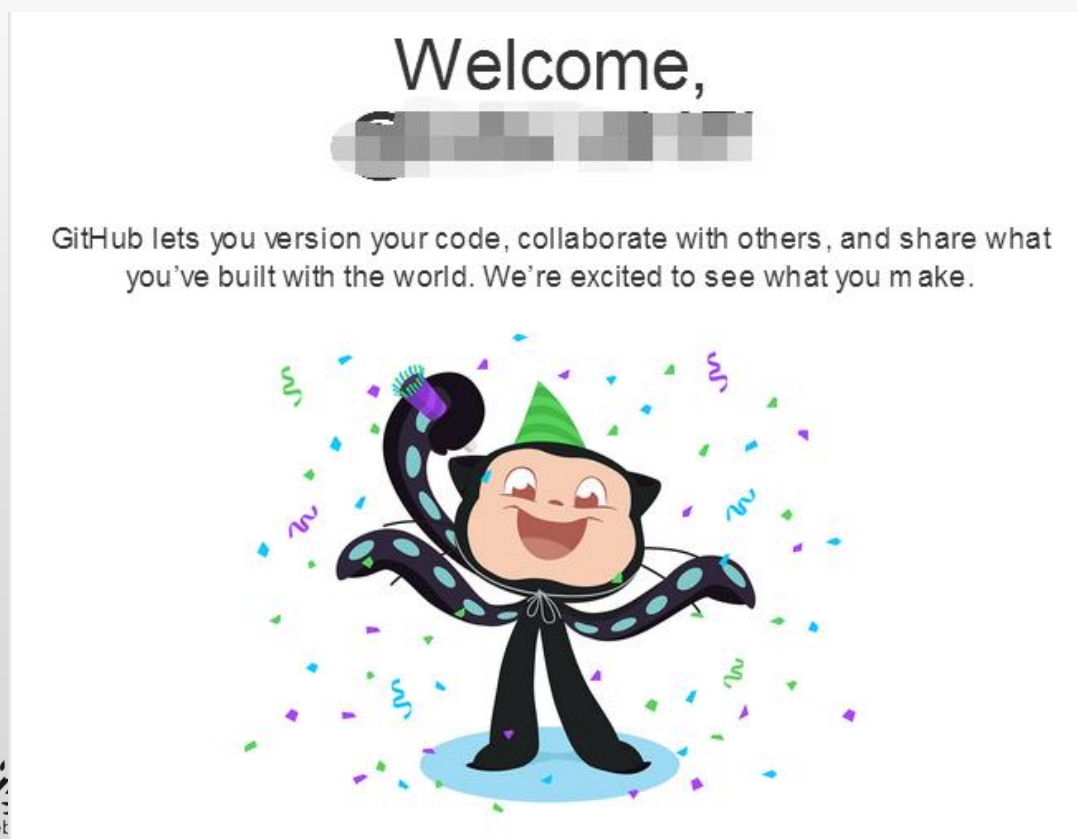 Welcome,
GitHub lets you version your code, collaborate with others, and share what
you’ve built with the world. We’re excited to see what you make.